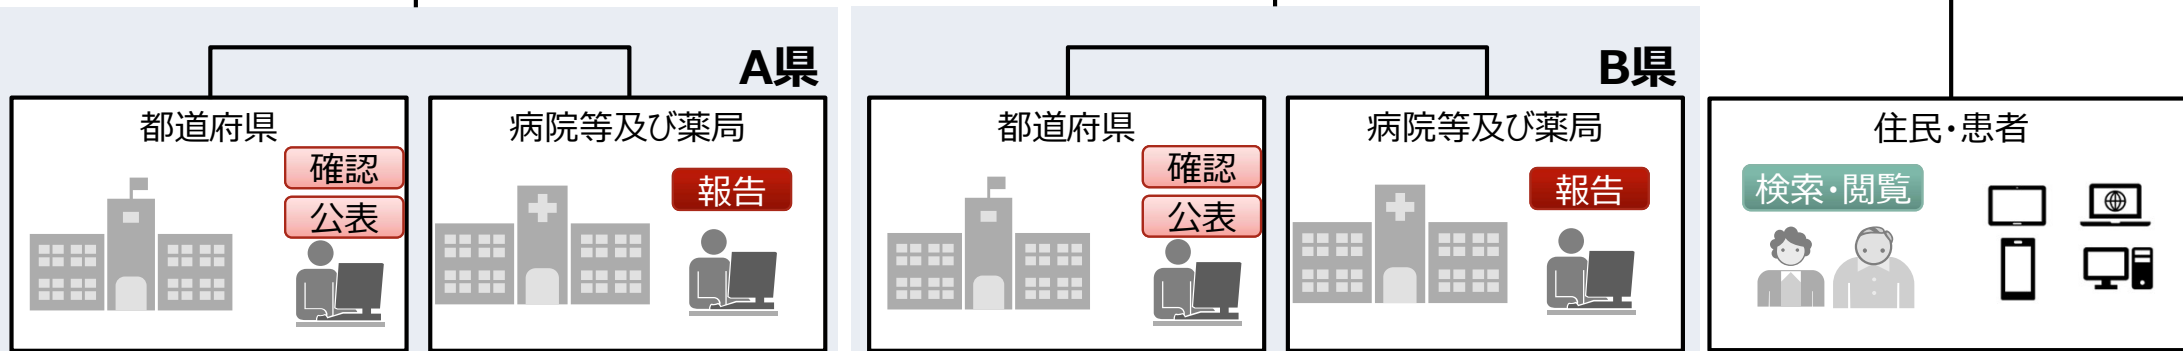 A県
都道府県
確認
公表
病院等及び薬局
報告
B県
都道府県
確認
公表
病院等及び薬局
報告
住民・患者
検索・閲覧